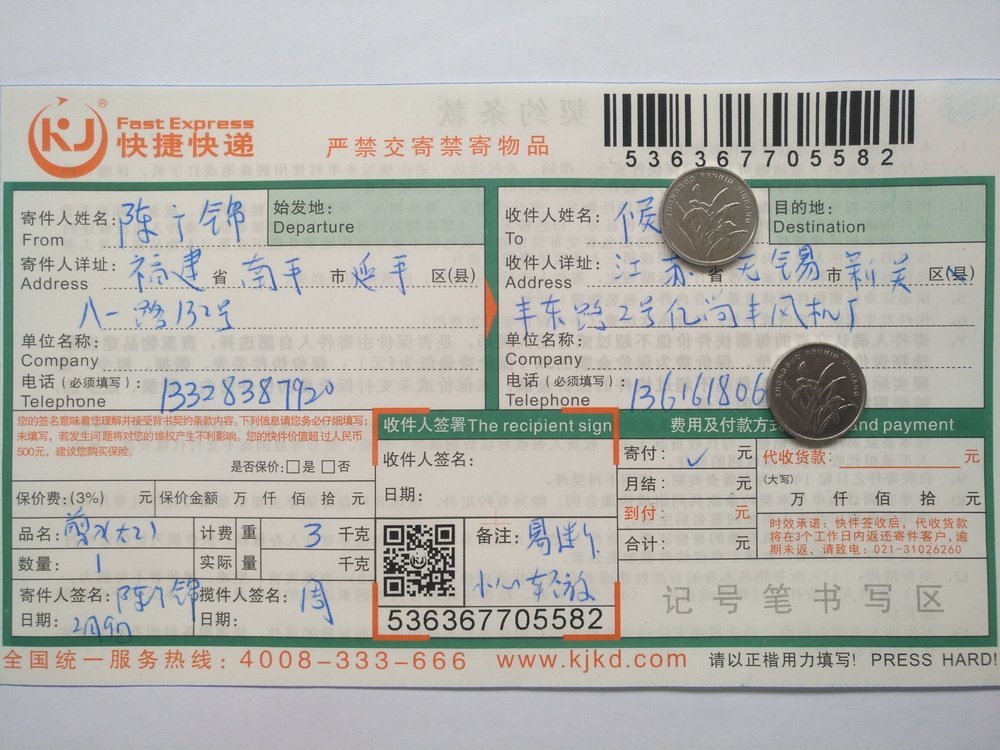 KJ ®
Fast Express
快捷快递
严禁交寄禁寄物品
536367705582
寄件人姓名: 陈 锦
From
始发地:
Departure
收件人姓名: 侯
To
目的地:
Destination
寄件人详址: 福建 省 南平 市 延平 区(县)
Address
八一路132号
收件人详址: 江苏 省 无锡 市 新 区(县)
Address
丰东路2号亿尚丰风机厂
单位名称:
Company
单位名称:
Company
电话(必须填写): 13328387920
Telephone
电话(必须填写): 136161806
Telephone
您的签名意味着您理解并接受背书契约条款内容。下列信息请您务必仔细填写;
未填写,若发生问题将对您的维权产生不利影响。您的快件价值超过人民币
500元,建议您购买保险。
是否保价:□是 □否
保价费:(3%) 元 保价金额 万 仟 佰 拾 元
品名: 计费 重 3 千克
数量: 1 实际 量 千克
寄件人签名: 陈 锦 揽件人签名: 周
日期: 2月9日 日期:
收件人签署The recipient sign
收件人签名:
日期:
备注: 易
小心轻放
536367705582
费用及付款方式 and payment
寄付: ✓ 元
月结: 元
到付: 元
合计: 元
代收货款: 元
(大写)
万 仟 佰 拾 元
时效承诺:快件签收后,代收货款
将在3个工作日内返还寄件客户,逾
期未返,请致电:021-31026260
记号笔书写区
全国统一服务热线:4008-333-666 www.kjkd.com 请以正楷用力填写! PRESS HARD!